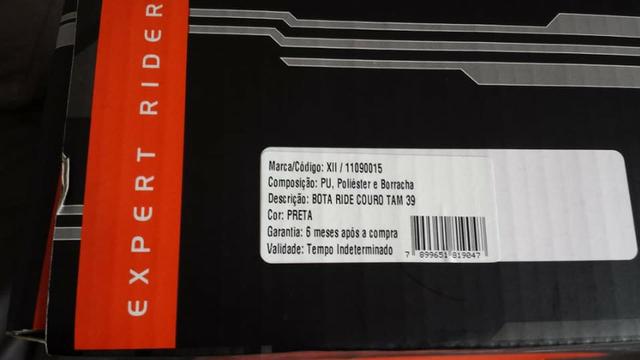 EXPERT RIDER
Marca/Código: XII / 11090015
Composição: PU, Poliéster e Borracha
Descrição: BOTA RIDE COURO TAM 39
Cor: PRETA
Garantia: 6 meses após a compra
Validade: Tempo Indeterminado
7 899651 819047